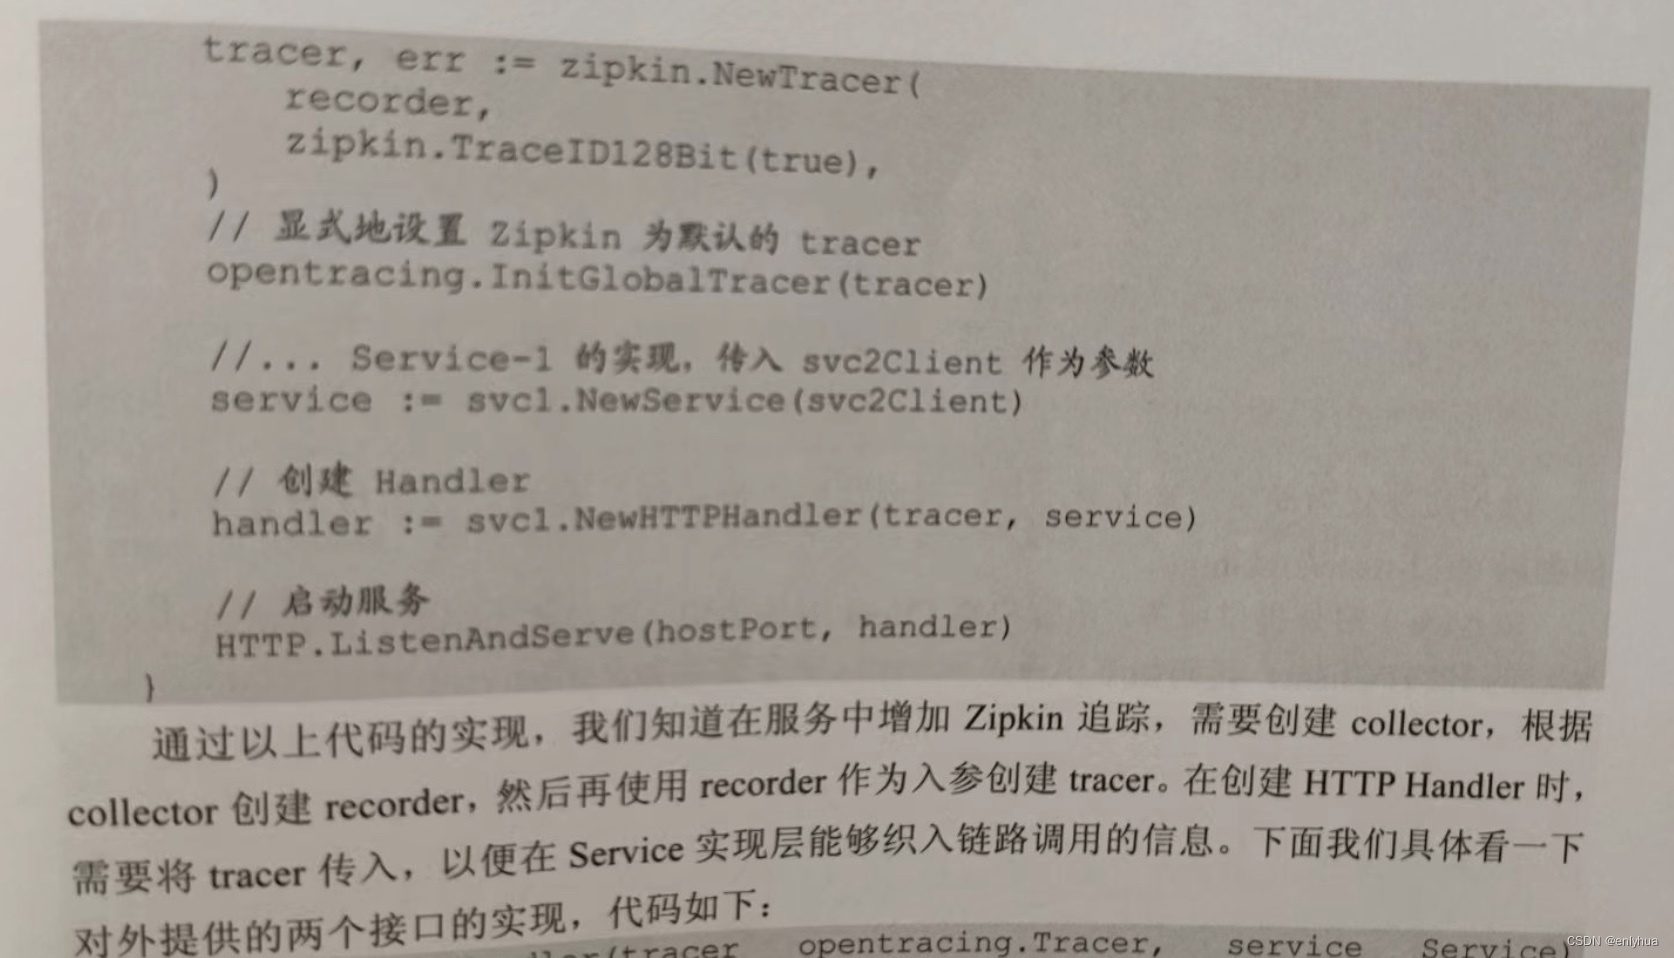 tracer, err := zipkin.NewTracer(
recorder,
zipkin.TraceID128Bit(true),
)
// 显式地设置 Zipkin 为默认的 tracer
opentracing.InitGlobalTracer(tracer)
//... Service-1 的实现，传入 svc2Client 作为参数
service := svc1.NewService(svc2Client)
// 创建 Handler
handler := svc1.NewHTTPHandler(tracer, service)
// 启动服务
HTTP.ListenAndServe(hostPort, handler)
}
通过以上代码的实现，我们知道在服务中增加 Zipkin 追踪，需要创建 collector，根据
collector 创建 recorder，然后再使用 recorder 作为入参创建 tracer。在创建 HTTP Handler 时，
需要将 tracer 传入，以便在 Service 实现层能够织入链路调用的信息。下面我们具体看一下
对外提供的两个接口的实现，代码如下：
(tracer opentracing.Tracer, service Service)
CSDN @enlyhua